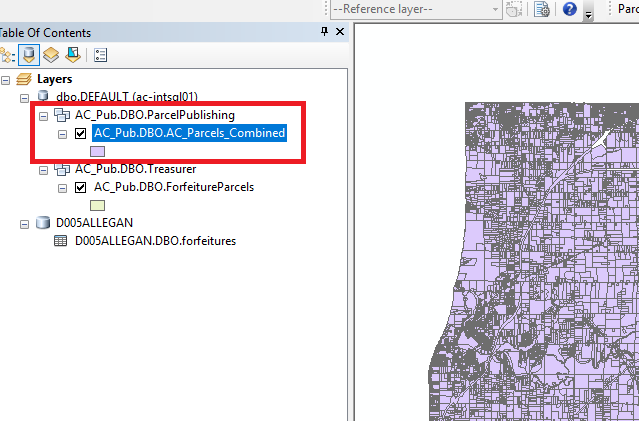 --Reference layer--
Parc
Table Of Contents
Layers
dbo.DEFAULT (ac-intsql01)
AC_Pub.DBO.ParcelPublishing
AC_Pub.DBO.AC_Parcels_Combined
AC_Pub.DBO.Treasurer
AC_Pub.DBO.ForfeitureParcels
D005ALLEGAN
D005ALLEGAN.DBO.forfeitures